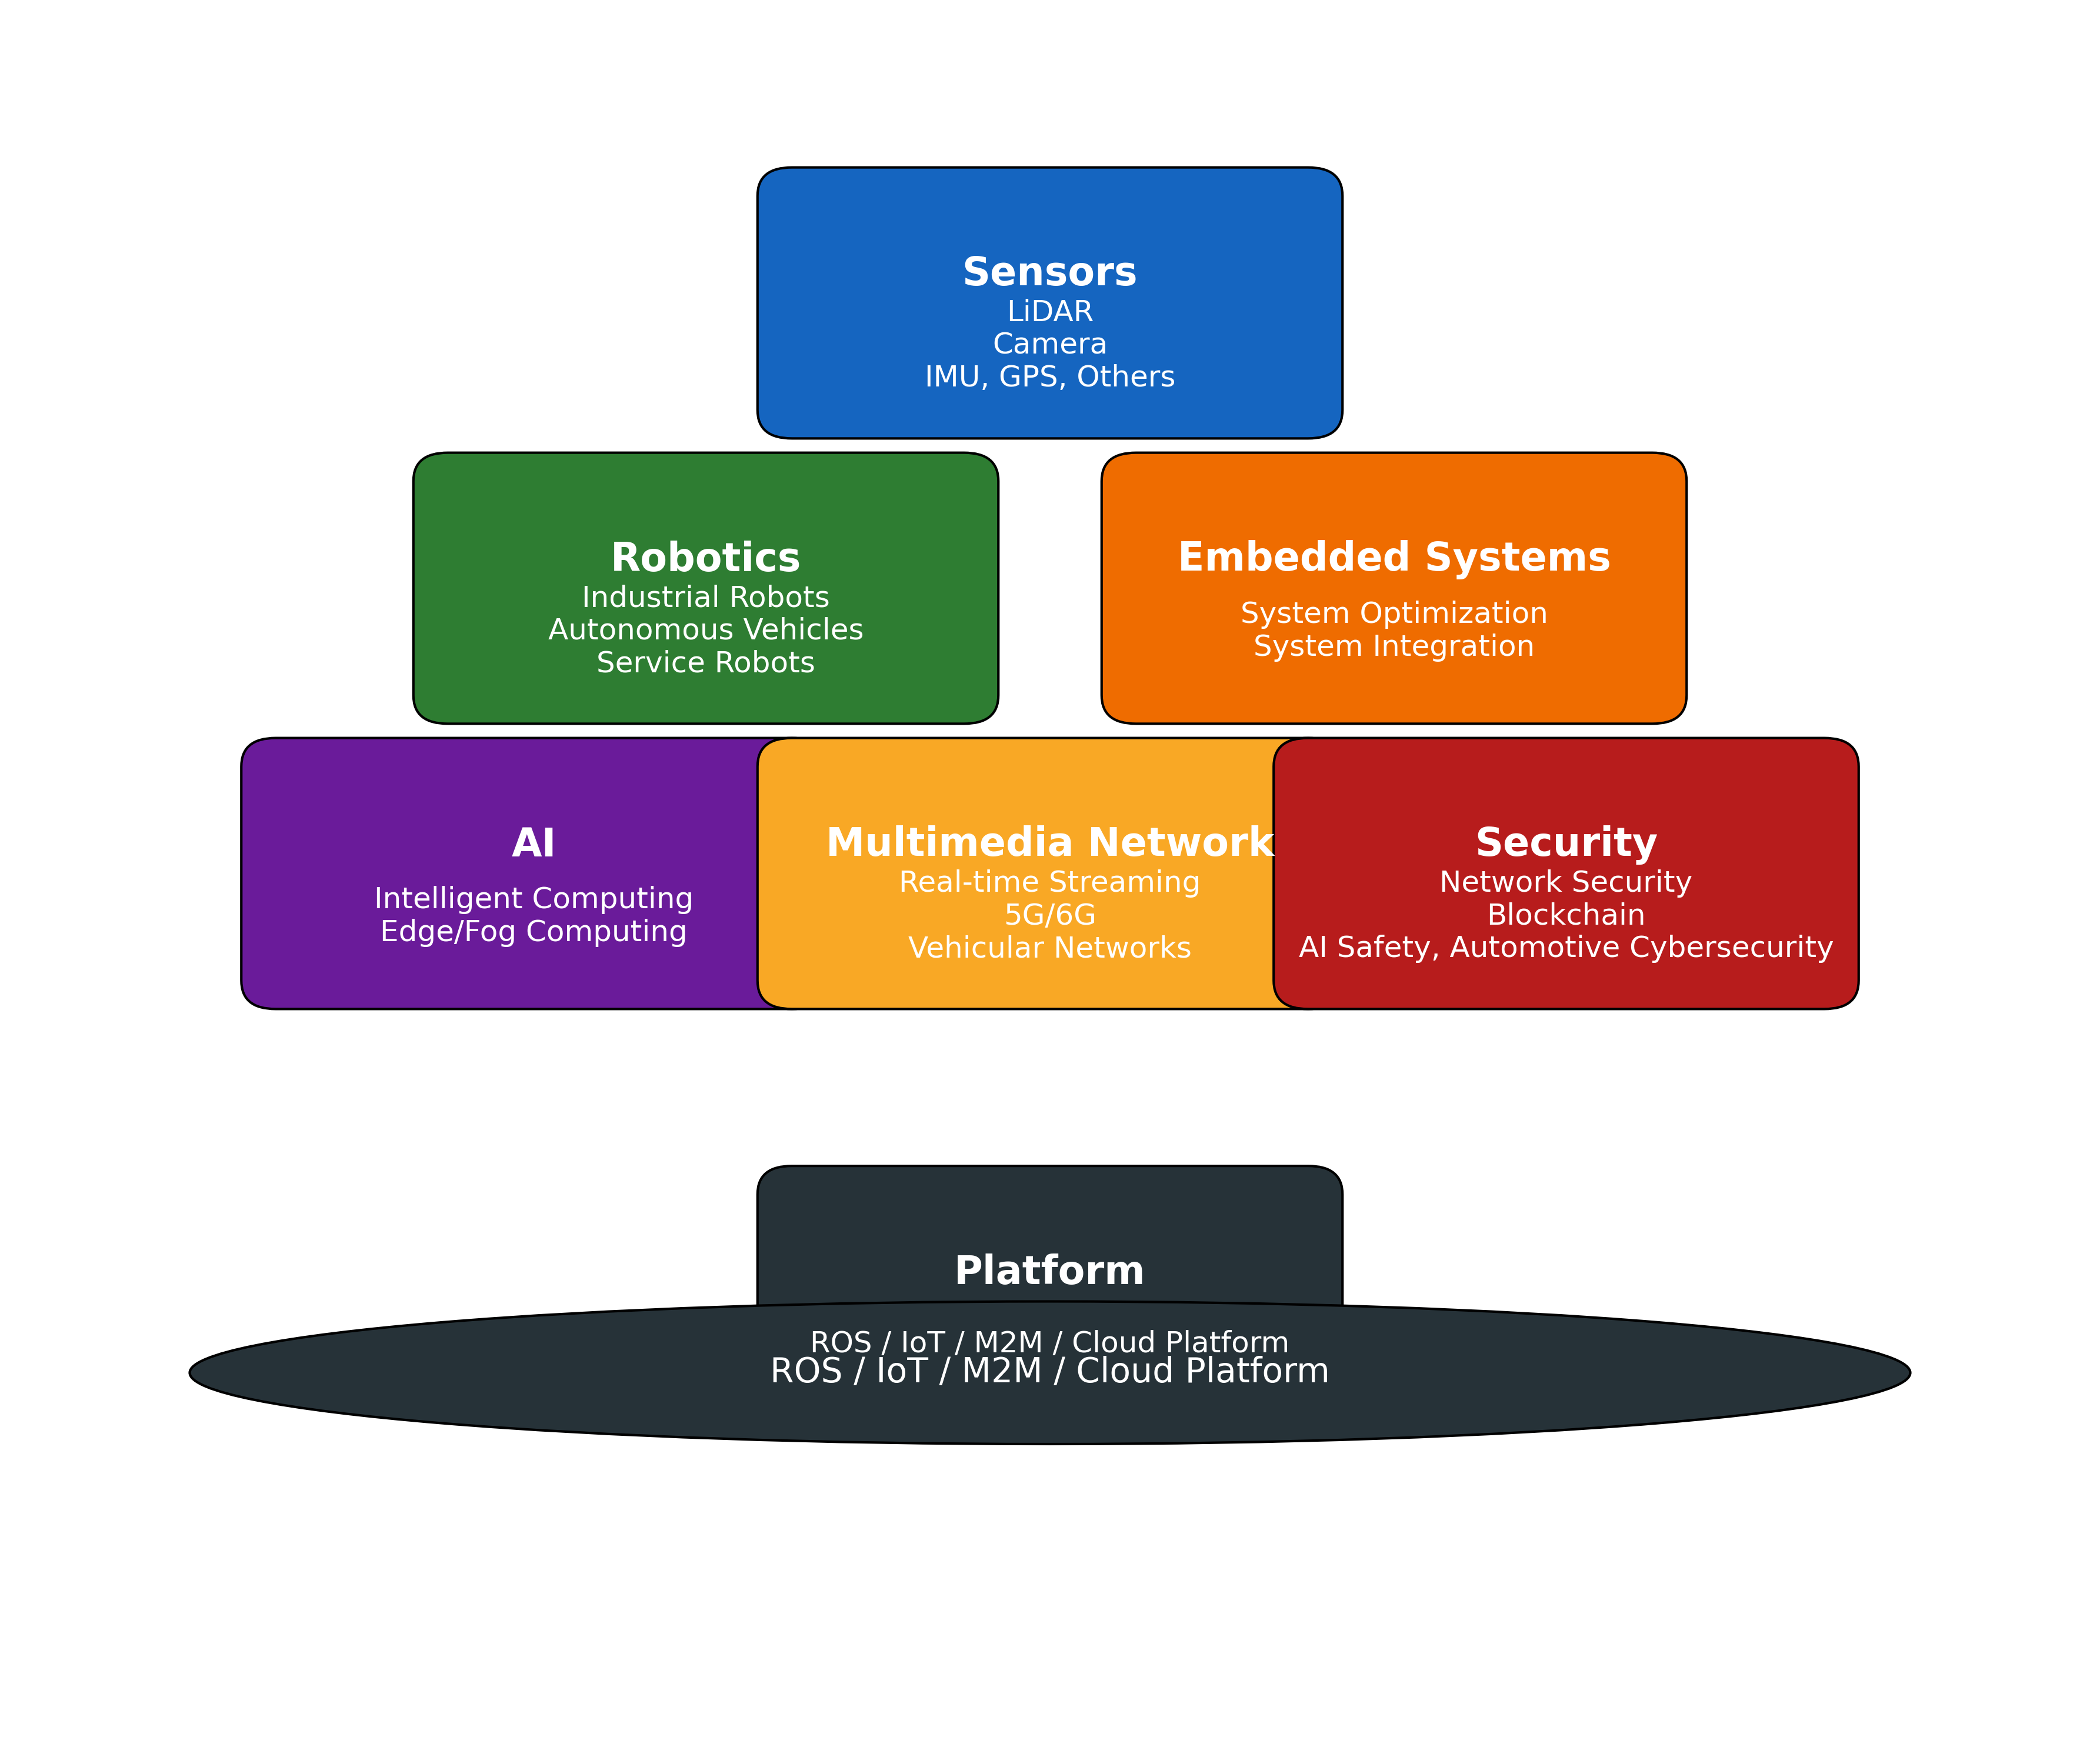 Sensors
LiDAR
Camera
IMU, GPS, Others
Robotics
Industrial Robots
Autonomous Vehicles
Service Robots
Embedded Systems
System Optimization
System Integration
AI
Intelligent Computing
Edge/Fog Computing
Multimedia Network
Real-time Streaming
5G/6G
Vehicular Networks
Security
Network Security
Blockchain
AI Safety, Automotive Cybersecurity
Platform
ROS / IoT / M2M / Cloud Platform
ROS / IoT / M2M / Cloud Platform